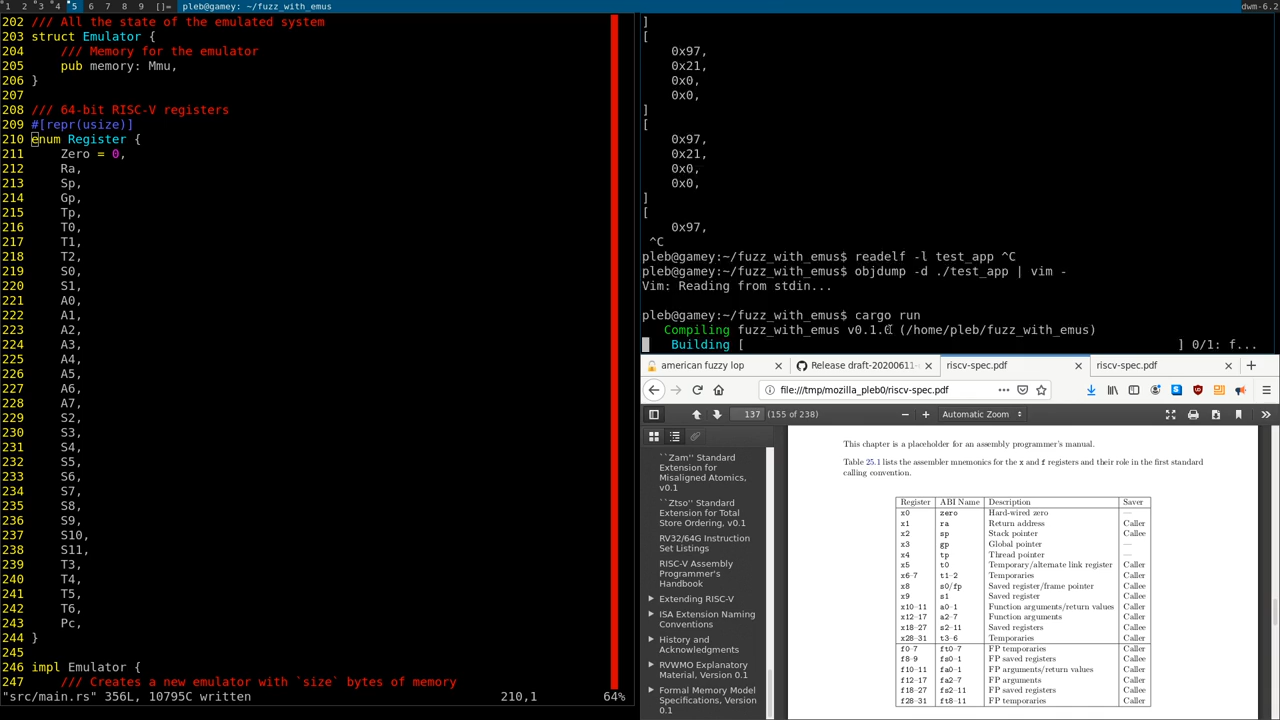 1 2 3 4 5 6 7 8 9 []= pleb@gamey: ~/fuzz_with_emus dwm-6.2
202 /// All the state of the emulated system
203 struct Emulator {
204     /// Memory for the emulator
205     pub memory: Mmu,
206 }
207
208 /// 64-bit RISC-V registers
209 #[repr(usize)]
210 enum Register {
211     Zero = 0,
212     Ra,
213     Sp,
214     Gp,
215     Tp,
216     T0,
217     T1,
218     T2,
219     S0,
220     S1,
221     A0,
222     A1,
223     A2,
224     A3,
225     A4,
226     A5,
227     A6,
228     A7,
229     S2,
230     S3,
231     S4,
232     S5,
233     S6,
234     S7,
235     S8,
236     S9,
237     S10,
238     S11,
239     T3,
240     T4,
241     T5,
242     T6,
243     Pc,
244 }
245
246 impl Emulator {
247     /// Creates a new emulator with `size` bytes of memory
"src/main.rs" 356L, 10795C written 210,1 64%
]
[
    0x97,
    0x21,
    0x0,
    0x0,
]
[
    0x97,
    0x21,
    0x0,
    0x0,
]
[
    0x97,
^C
pleb@gamey:~/fuzz_with_emus$ readelf -l test_app ^C
pleb@gamey:~/fuzz_with_emus$ objdump -d ./test_app | vim -
Vim: Reading from stdin...

pleb@gamey:~/fuzz_with_emus$ cargo run
   Compiling fuzz_with_emus v0.1.0 (/home/pleb/fuzz_with_emus)
    Building [ ] 0/1: f...
american fuzzy lop Release draft-20200611- riscv-spec.pdf riscv-spec.pdf
file:///tmp/mozilla_pleb0/riscv-spec.pdf
137 (155 of 238) Automatic Zoom
``Zam'' Standard
Extension for
Misaligned Atomics,
v0.1
``Ztso'' Standard
Extension for Total
Store Ordering, v0.1
RV32/64G Instruction
Set Listings
RISC-V Assembly
Programmer's
Handbook
Extending RISC-V
ISA Extension Naming
Conventions
History and
Acknowledgments
RVWMO Explanatory
Material, Version 0.1
Formal Memory Model
Specifications, Version
0.1
This chapter is a placeholder for an assembly programmer's manual.
Table 25.1 lists the assembler mnemonics for the x and f registers and their role in the first standard
calling convention.
Register ABI Name Description Saver
x0 zero Hard-wired zero —
x1 ra Return address Caller
x2 sp Stack pointer Callee
x3 gp Global pointer —
x4 tp Thread pointer —
x5 t0 Temporary/alternate link register Caller
x6-7 t1-2 Temporaries Caller
x8 s0/fp Saved register/frame pointer Callee
x9 s1 Saved register Callee
x10-11 a0-1 Function arguments/return values Caller
x12-17 a2-7 Function arguments Caller
x18-27 s2-11 Saved registers Callee
x28-31 t3-6 Temporaries Caller
f0-7 ft0-7 FP temporaries Caller
f8-9 fs0-1 FP saved registers Callee
f10-11 fa0-1 FP arguments/return values Caller
f12-17 fa2-7 FP arguments Caller
f18-27 fs2-11 FP saved registers Callee
f28-31 ft8-11 FP temporaries Caller